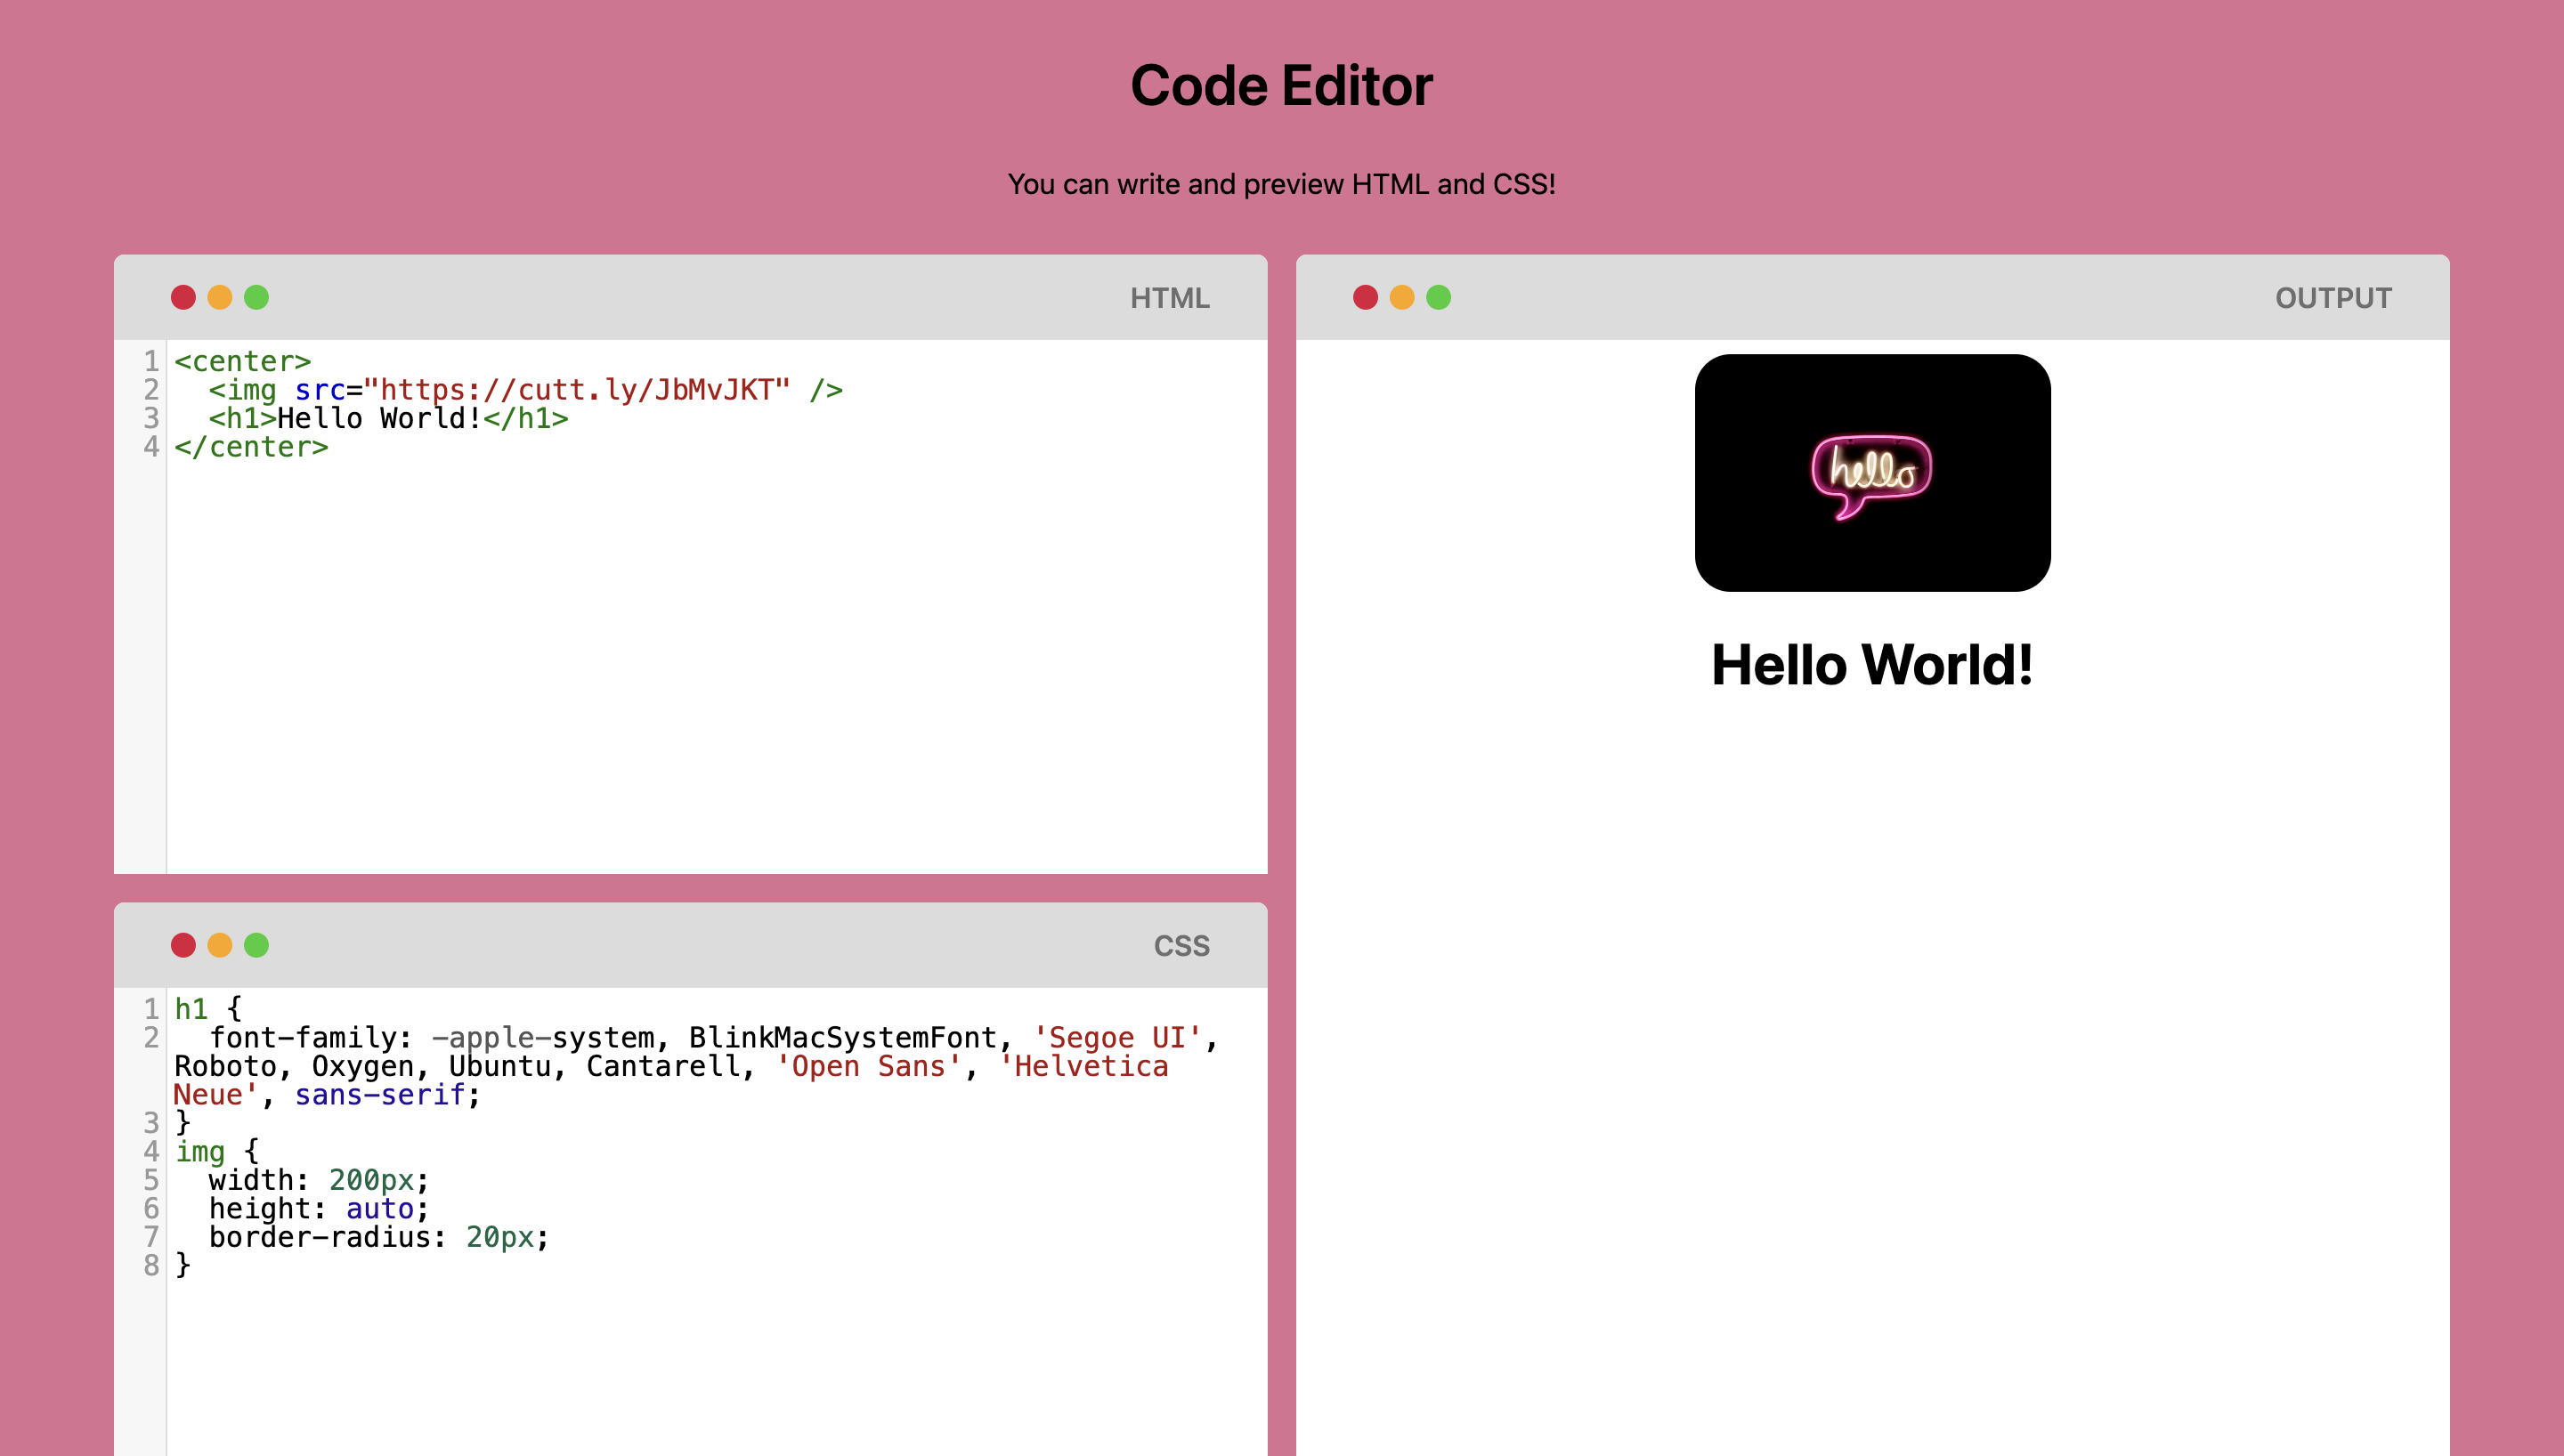 Code Editor
You can write and preview HTML and CSS!
HTML
1 <center>
2   <img src="https://cutt.ly/JbMvJKT" />
3   <h1>Hello World!</h1>
4 </center>
CSS
1 h1 {
2   font-family: -apple-system, BlinkMacSystemFont, 'Segoe UI',
Roboto, Oxygen, Ubuntu, Cantarell, 'Open Sans', 'Helvetica
Neue', sans-serif;
3 }
4 img {
5   width: 200px;
6   height: auto;
7   border-radius: 20px;
8 }
OUTPUT
hello
Hello World!